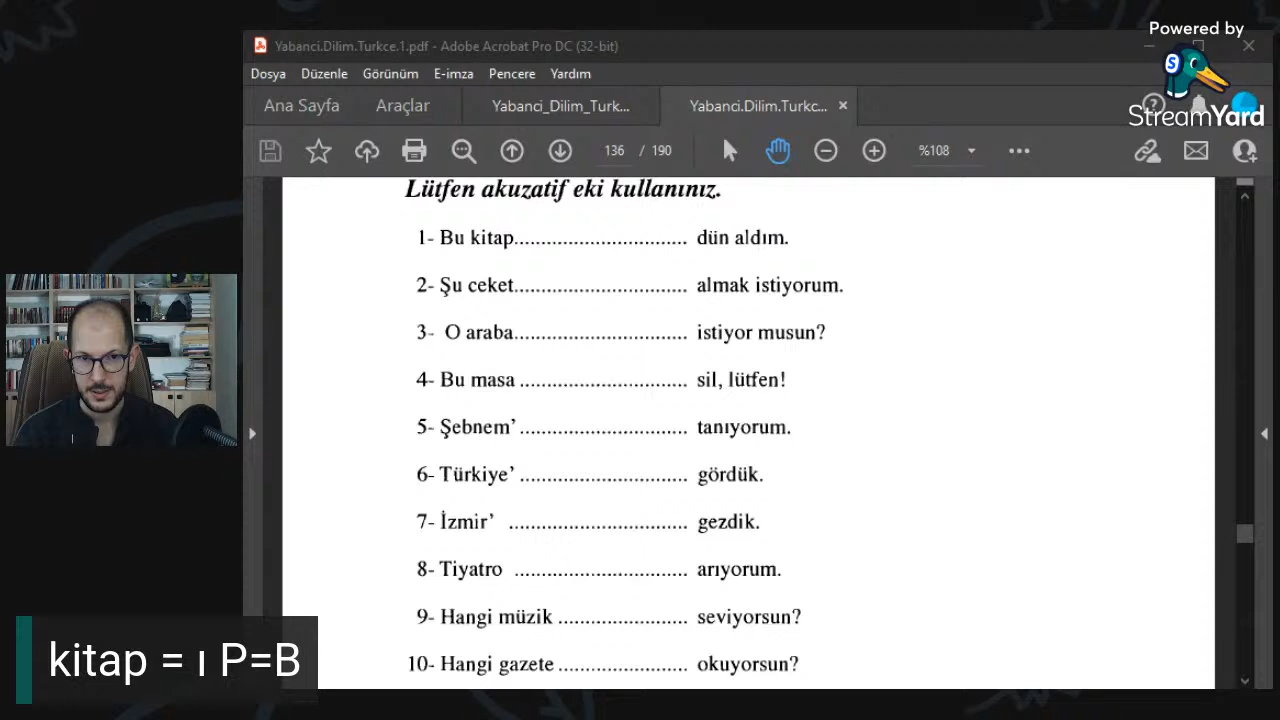 Powered by
StreamYard
Yabanci.Dilim.Turkce.1.pdf - Adobe Acrobat Pro DC (32-bit)
Dosya Düzenle Görünüm E-imza Pencere Yardım
Ana Sayfa Araçlar Yabanci_Dilim_Turk... Yabanci.Dilim.Turkc... ×
136 / 190 %108
Lütfen akuzatif eki kullanınız.
1- Bu kitap................................ dün aldım.
2- Şu ceket................................ almak istiyorum.
3- O araba................................ istiyor musun?
4- Bu masa ............................... sil, lütfen!
5- Şebnem’ ............................... tanıyorum.
6- Türkiye’ ............................... gördük.
7- İzmir’ ................................. gezdik.
8- Tiyatro ................................ arıyorum.
9- Hangi müzik ........................ seviyorsun?
10- Hangi gazete ........................ okuyorsun?
kitap = ı P=B